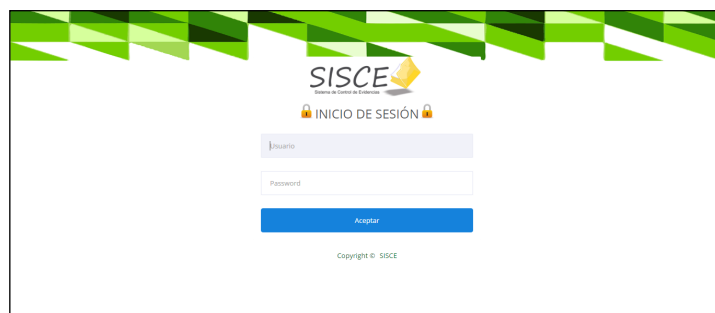 SISCE
Sistema de Control de Evidencias
INICIO DE SESIÓN
Usuario
Password
Aceptar
Copyright © SISCE